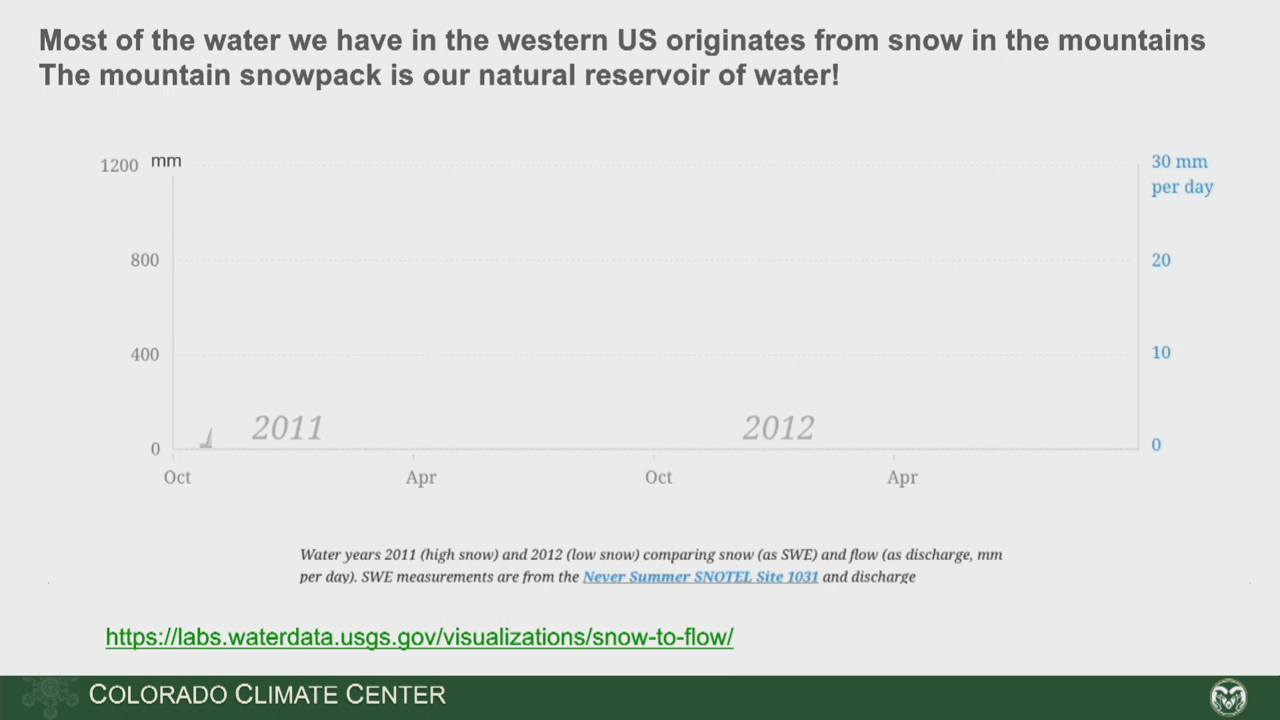 Most of the water we have in the western US originates from snow in the mountains
The mountain snowpack is our natural reservoir of water!
1200 mm
30 mm
per day
800
20
400
10
2011
2012
0
0
Oct
Apr
Oct
Apr
Water years 2011 (high snow) and 2012 (low snow) comparing snow (as SWE) and flow (as discharge, mm
per day). SWE measurements are from the Never Summer SNOTEL Site 1031 and discharge
https://labs.waterdata.usgs.gov/visualizations/snow-to-flow/
COLORADO CLIMATE CENTER